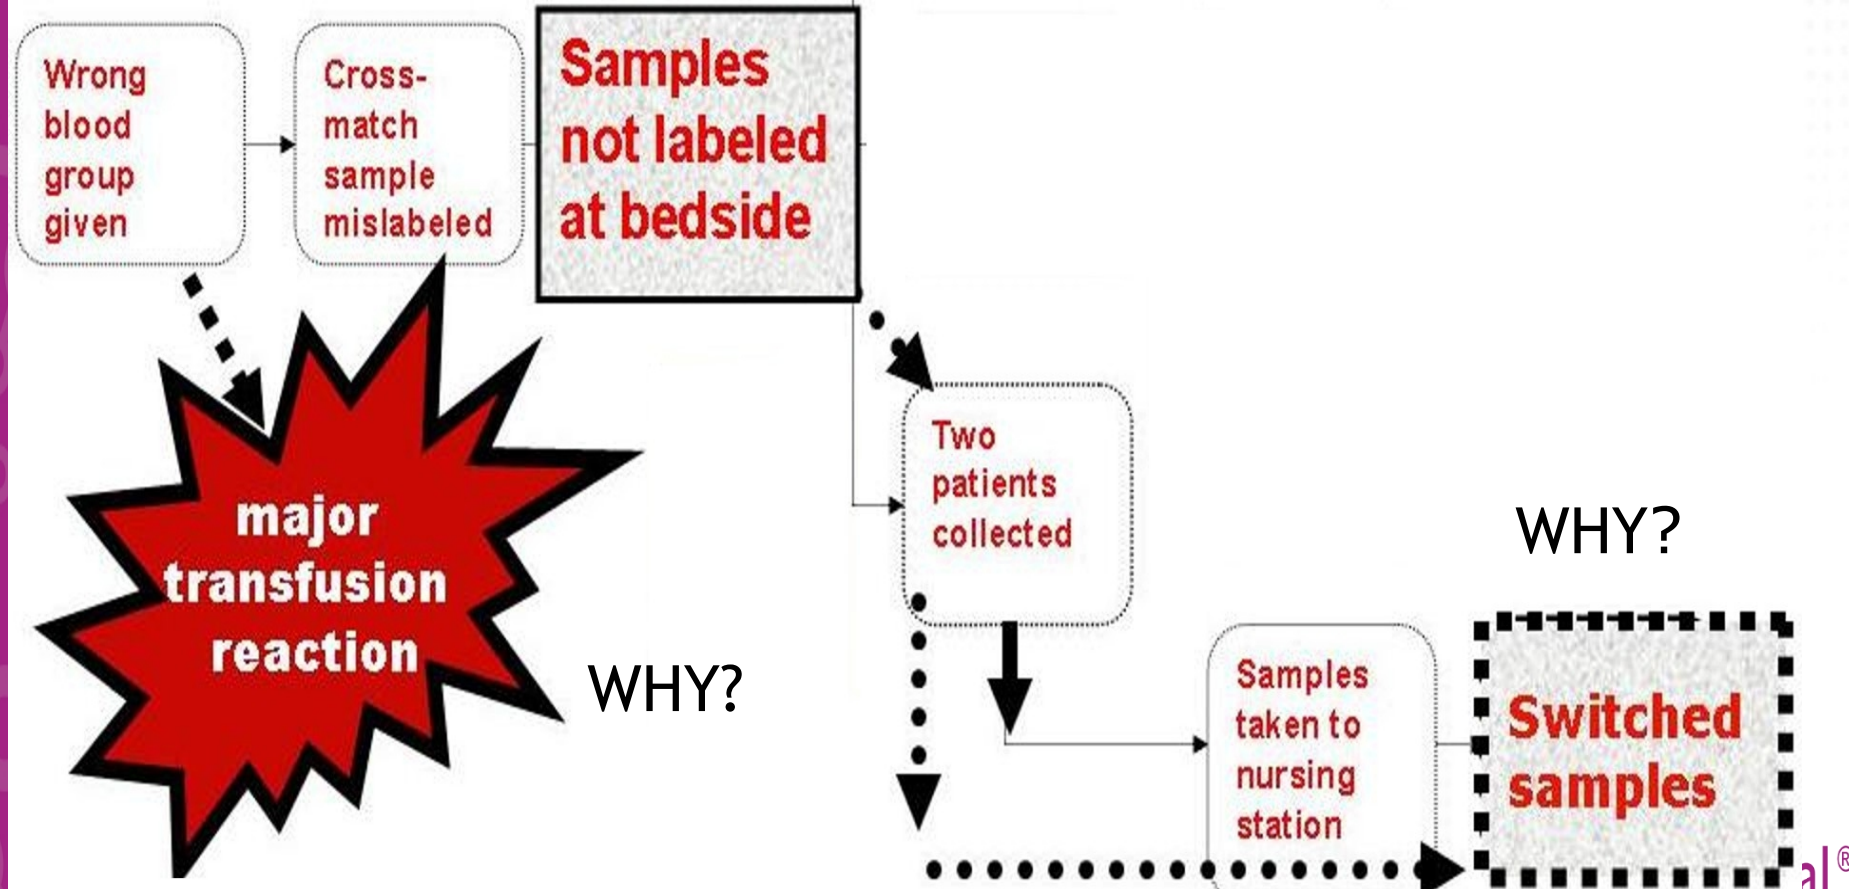 Wrong
blood
group
given
Cross-
match
sample
mislabeled
Samples
not labeled
at bedside
major
transfusion
reaction
WHY?
Two
patients
collected
Samples
taken to
nursing
station
WHY?
Switched
samples
al®